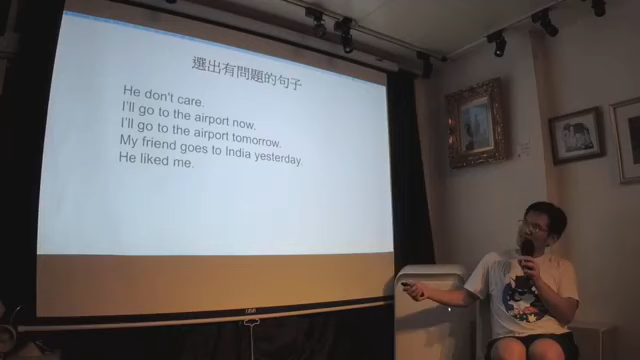 選出有問題的句子
He don't care.
I'll go to the airport now.
I'll go to the airport tomorrow.
My friend goes to India yesterday.
He liked me.